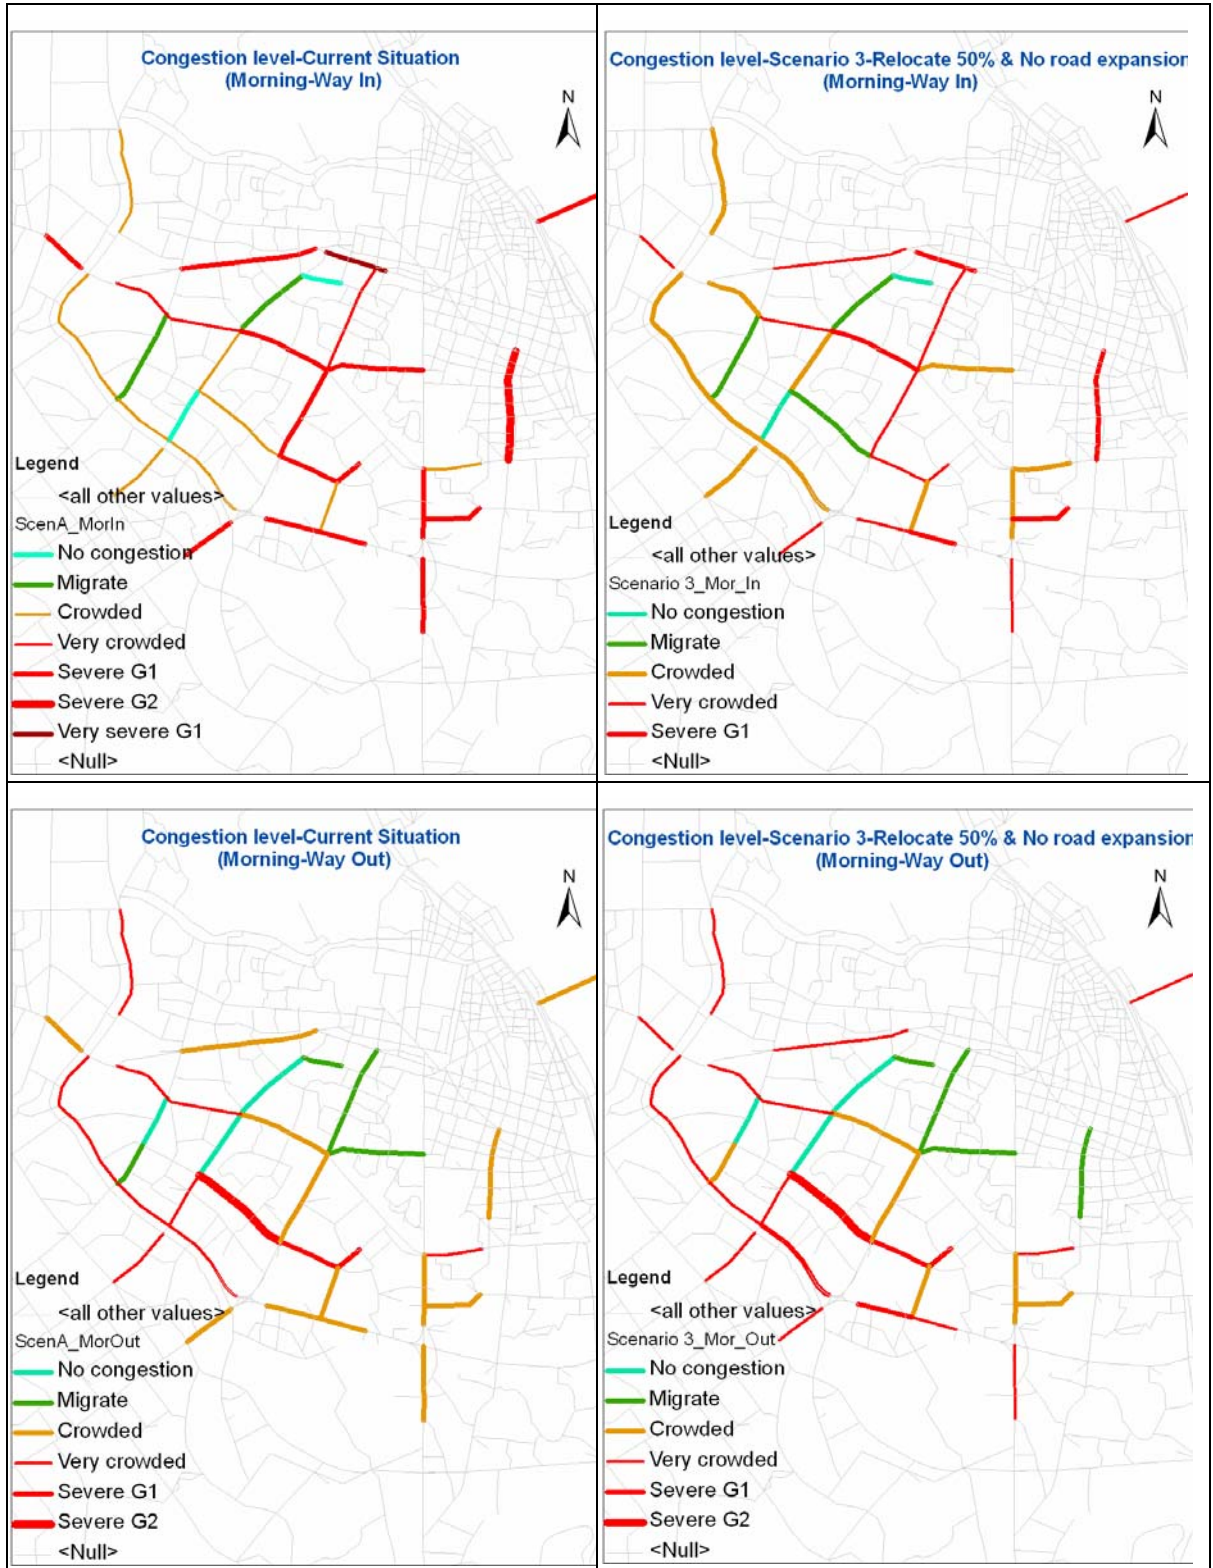 Congestion level-Current Situation
(Morning-Way In)
N
Legend
<all other values>
ScenA_MorIn
No congestion
Migrate
Crowded
Very crowded
Severe G1
Severe G2
Very severe G1
<Null>
Congestion level-Scenario 3-Relocate 50% & No road expansion
(Morning-Way In)
N
Legend
<all other values>
Scenario 3_Mor_In
No congestion
Migrate
Crowded
Very crowded
Severe G1
<Null>
Congestion level-Current Situation
(Morning-Way Out)
N
Legend
<all other values>
ScenA_MorOut
No congestion
Migrate
Crowded
Very crowded
Severe G1
Severe G2
<Null>
Congestion level-Scenario 3-Relocate 50% & No road expansion
(Morning-Way Out)
N
Legend
<all other values>
Scenario 3_Mor_Out
No congestion
Migrate
Crowded
Very crowded
Severe G1
Severe G2
<Null>